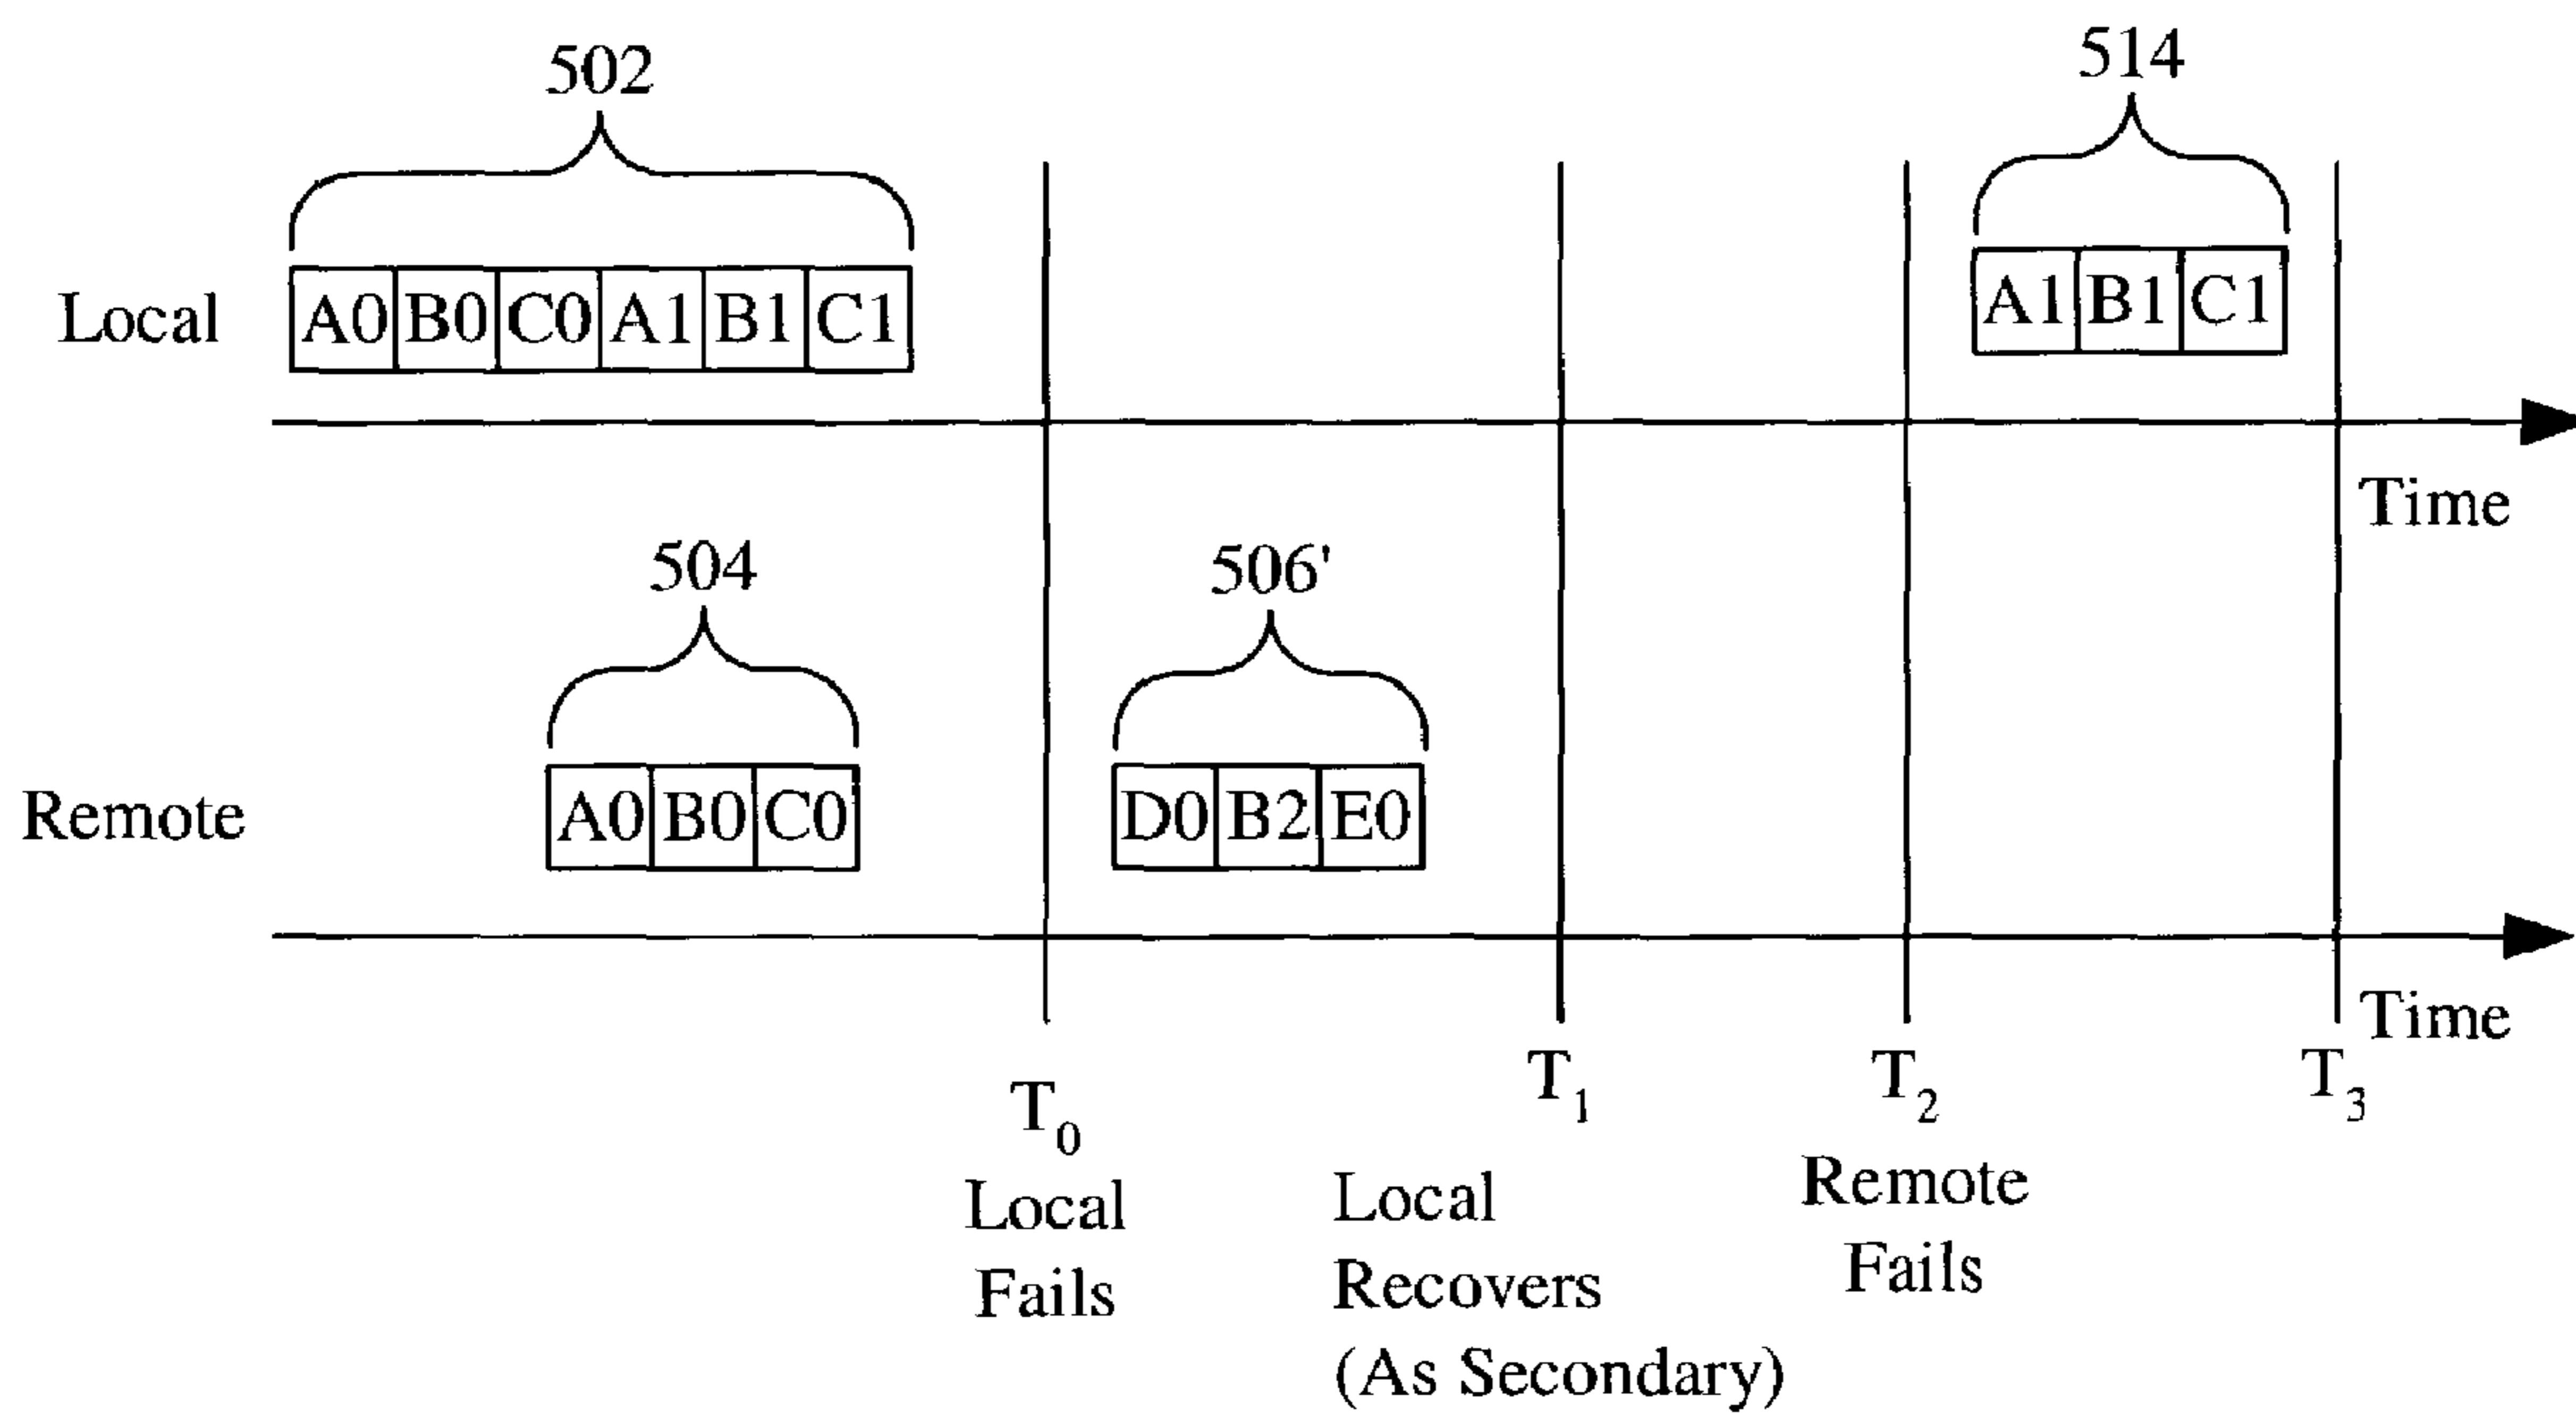 502
514
Local
A0 B0 C0 A1 B1 C1
A1 B1 C1
Time
504
506'
Remote
A0 B0 C0
D0 B2 E0
Time
T0
Local
Fails
T1
Local
Recovers
(As Secondary)
T2
Remote
Fails
T3